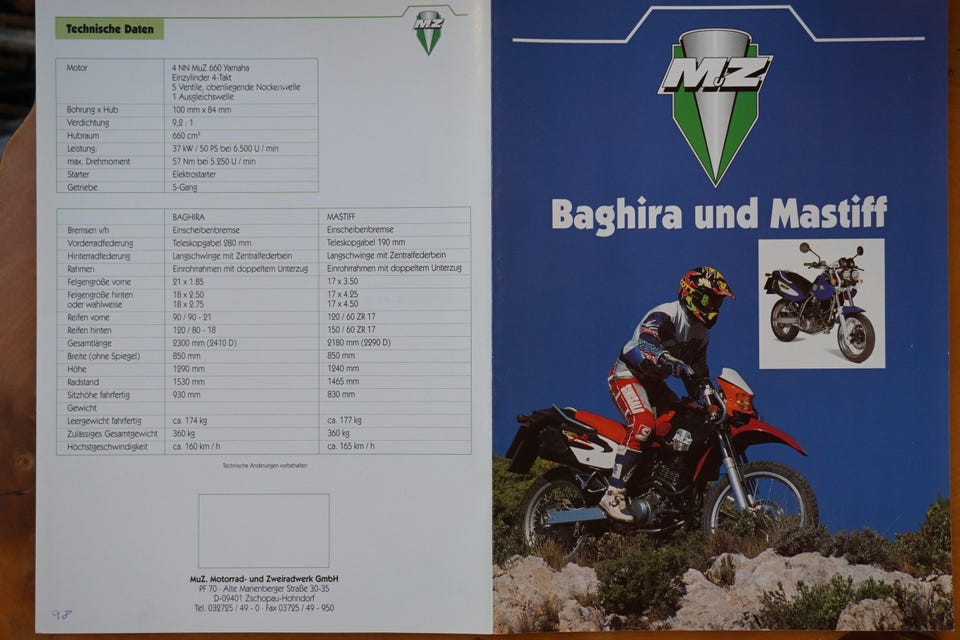 Technische Daten
MZ
Motor 4 NN MuZ 660 Yamaha
Einzylinder 4-Takt
5 Ventile, obenliegende Nockenwelle
1 Ausgleichswelle
Bohrung x Hub 100 mm x 84 mm
Verdichtung 9,2 : 1
Hubraum 660 cm³
Leistung: 37 kW / 50 PS bei 6.500 U / min
max. Drehmoment 57 Nm bei 5.250 U / min
Starter Elektrostarter
Getriebe 5-Gang
BAGHIRA MASTIFF
Bremsen v/h Einscheibenbremse Einscheibenbremse
Vorderradfederung Teleskopgabel 280 mm Teleskopgabel 190 mm
Hinterradfederung Langschwinge mit Zentralfederbein Langschwinge mit Zentralfederbein
Rahmen Einrohrrahmen mit doppeltem Unterzug Einrohrrahmen mit doppeltem Unterzug
Felgengröße vorne 21 x 1.85 17 x 3.50
Felgengröße hinten 18 x 2.50 17 x 4.25
oder wahlweise 18 x 2.75 17 x 4.50
Reifen vorne 90 / 90 - 21 120 / 60 ZR 17
Reifen hinten 120 / 80 - 18 150 / 60 ZR 17
Gesamtlänge 2300 mm (2410 D) 2180 mm (2290 D)
Breite (ohne Spiegel) 850 mm 850 mm
Höhe 1290 mm 1240 mm
Radstand 1530 mm 1465 mm
Sitzhöhe fahrfertig 930 mm 830 mm
Gewicht
Leergewicht fahrfertig ca. 174 kg ca. 177 kg
Zulässiges Gesamtgewicht 360 kg 360 kg
Höchstgeschwindigkeit ca. 160 km / h ca. 165 km / h
Technische Änderungen vorbehalten
MuZ. Motorrad- und Zweiradwerk GmbH
PF 70 · Alte Marienberger Straße 30-35
D-09401 Zschopau-Hohndorf
Tel. 032725 / 49 - 0 · Fax 03725 / 49 - 950
98
MuZ
Baghira und Mastiff